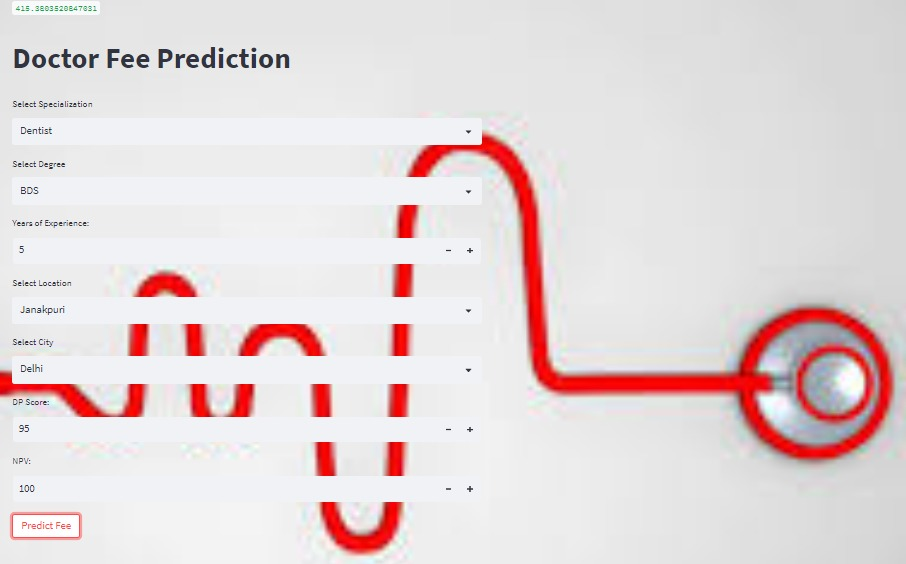 415.3803520847031
Doctor Fee Prediction
Select Specialization
Dentist
Select Degree
BDS
Years of Experience:
5
Select Location
Janakpuri
Select City
Delhi
DP Score:
95
NPV:
100
Predict Fee